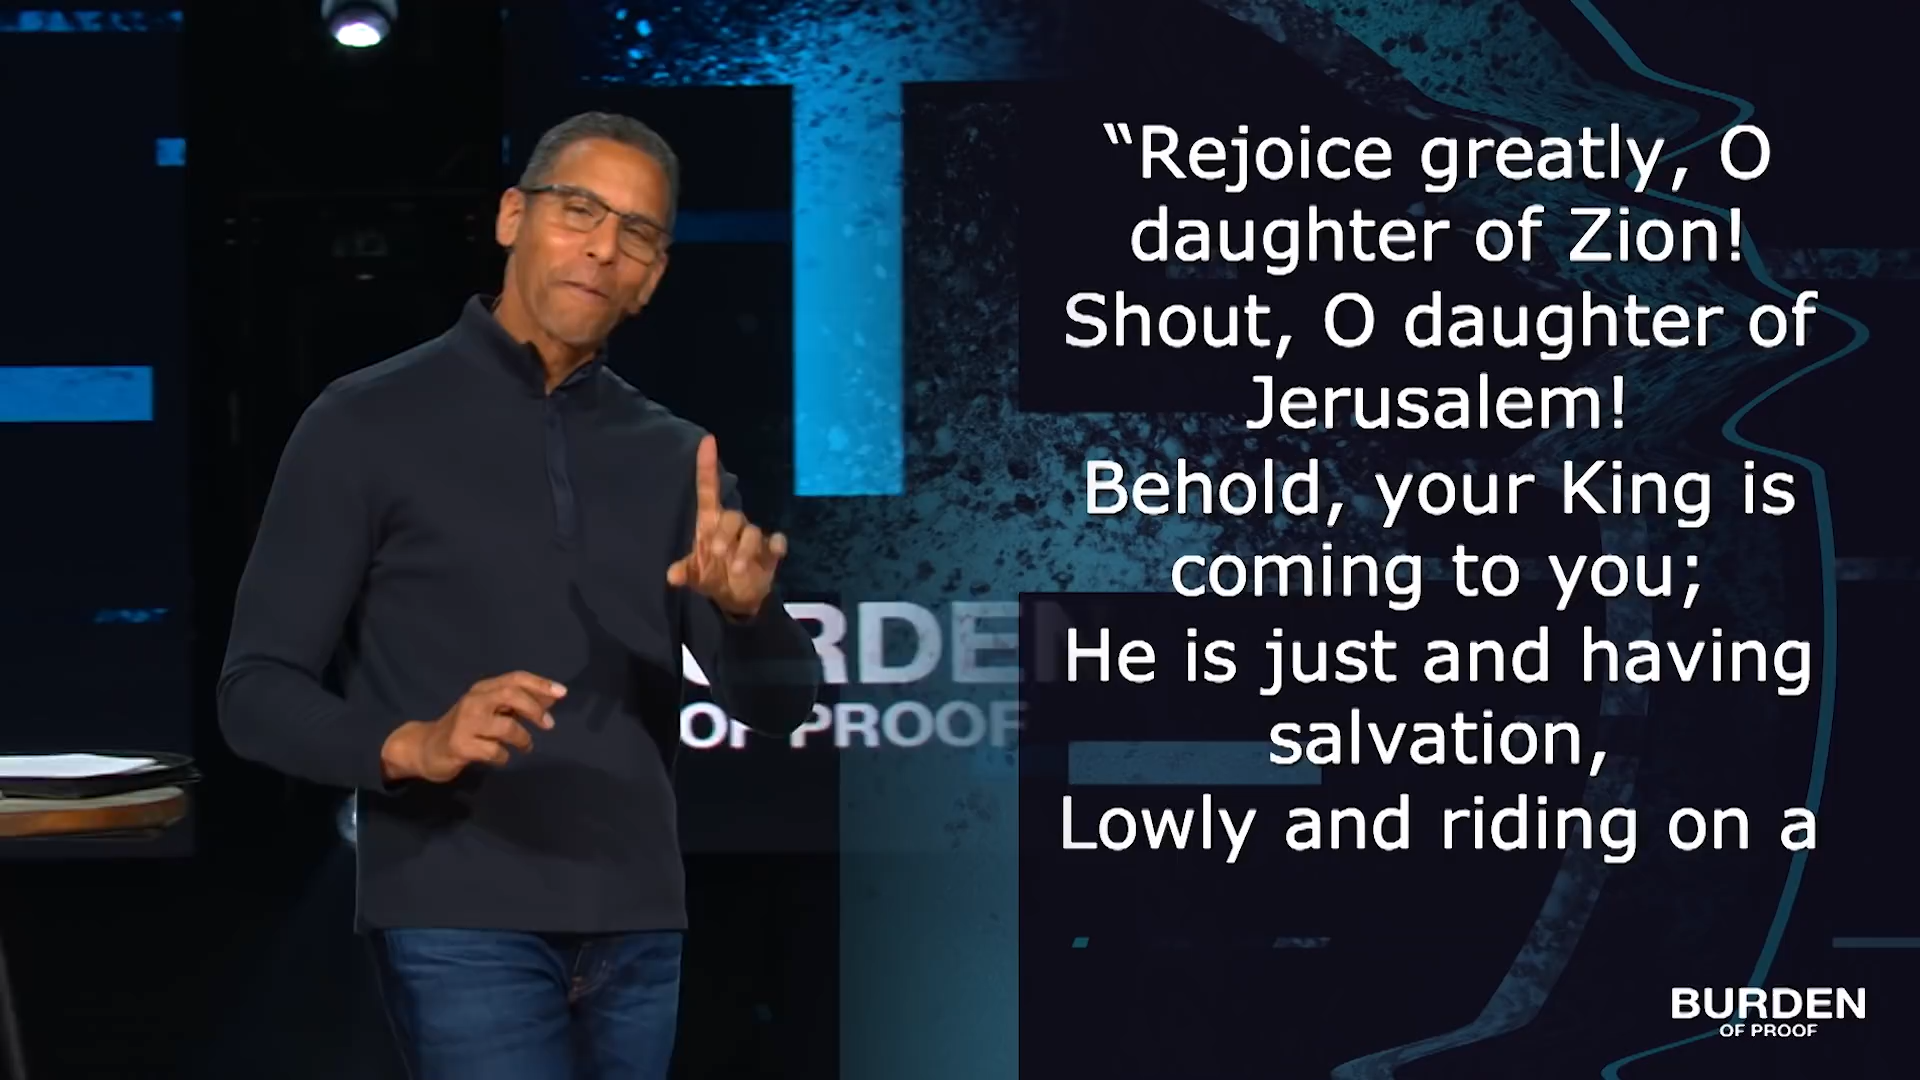 “Rejoice greatly, O
daughter of Zion!
Shout, O daughter of
Jerusalem!
Behold, your King is
coming to you;
He is just and having
salvation,
Lowly and riding on a
RDEN
OF PROOF
BURDEN
OF PROOF